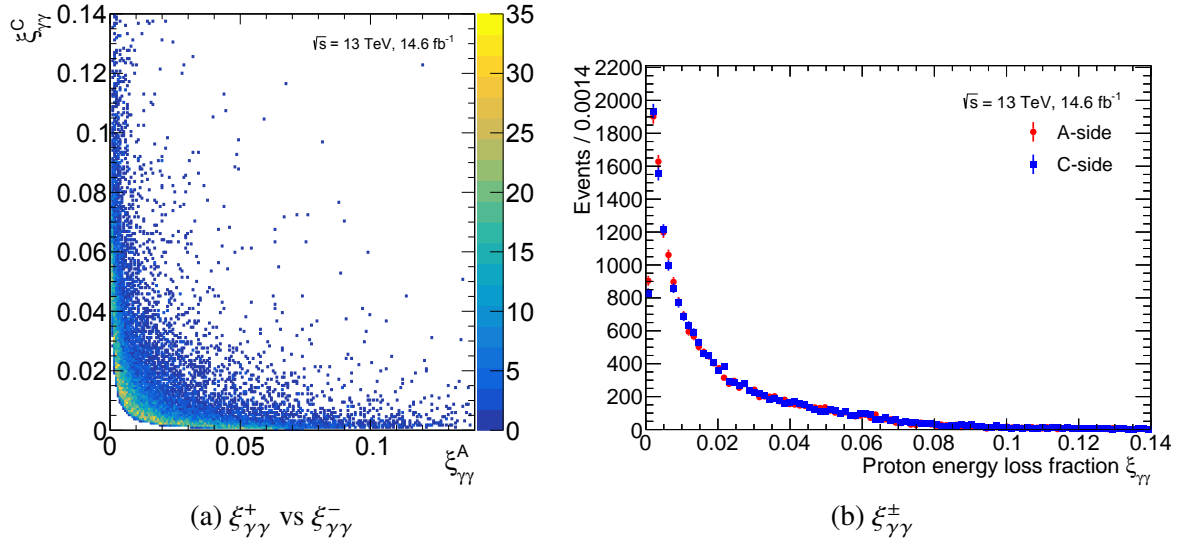 ξ^C_γγ
0.14
0.12
0.1
0.08
0.06
0.04
0.02
0
0 0.05 0.1
ξ^A_γγ
√s = 13 TeV, 14.6 fb⁻¹
35
30
25
20
15
10
5
0
(a) ξ⁺_γγ vs ξ⁻_γγ
Events / 0.0014
2200
2000
1800
1600
1400
1200
1000
800
600
400
200
0
√s = 13 TeV, 14.6 fb⁻¹
A-side
C-side
0 0.02 0.04 0.06 0.08 0.1 0.12 0.14
Proton energy loss fraction ξ_γγ
(b) ξ^±_γγ